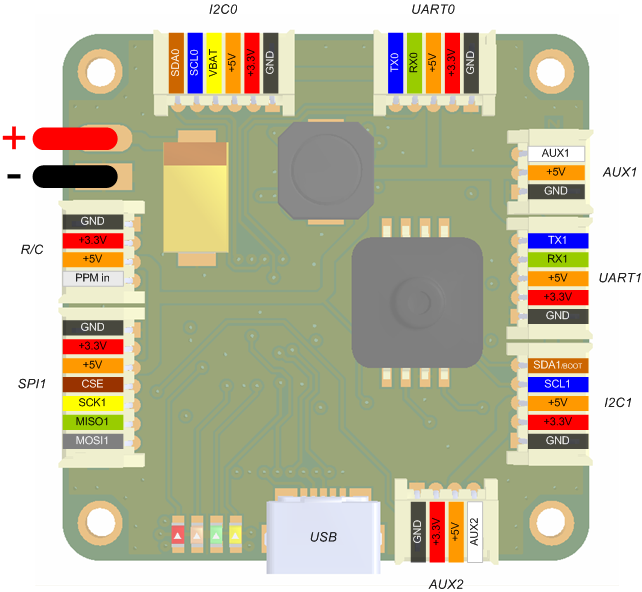 I2C0
UART0
SDA0
SCL0
VBAT
+5V
+3.3V
GND
TX0
RX0
+5V
+3.3V
GND
+
-
AUX1
+5V
GND
AUX1
R/C
GND
+3.3V
+5V
PPM in
TX1
RX1
+5V
+3.3V
GND
UART1
SPI1
GND
+3.3V
+5V
CSE
SCK1
MISO1
MOSI1
SDA1/BOOT
SCL1
+5V
+3.3V
GND
I2C1
USB
GND
+3.3V
+5V
AUX2
AUX2